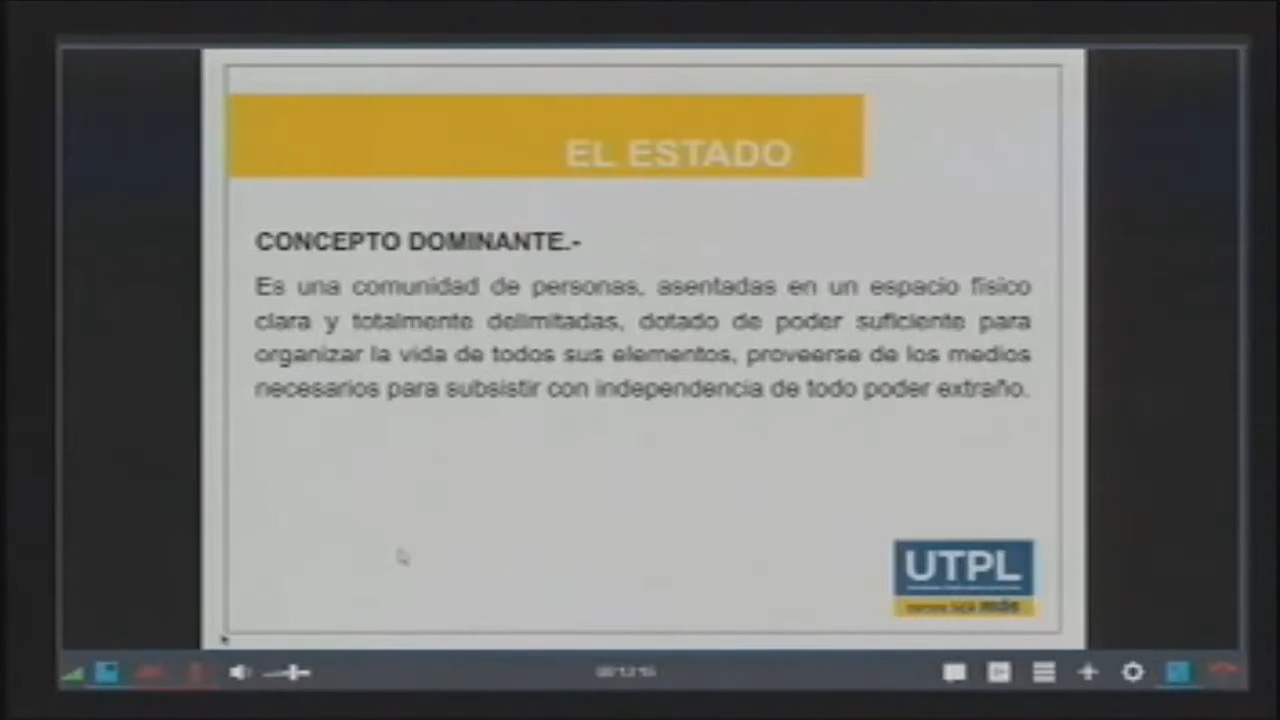 EL ESTADO
CONCEPTO DOMINANTE.-
Es una comunidad de personas, asentadas en un espacio físico
clara y totalmente delimitadas, dotado de poder suficiente para
organizar la vida de todos sus elementos, proveerse de los medios
necesarios para subsistir con independencia de todo poder extraño.
UTPL
más